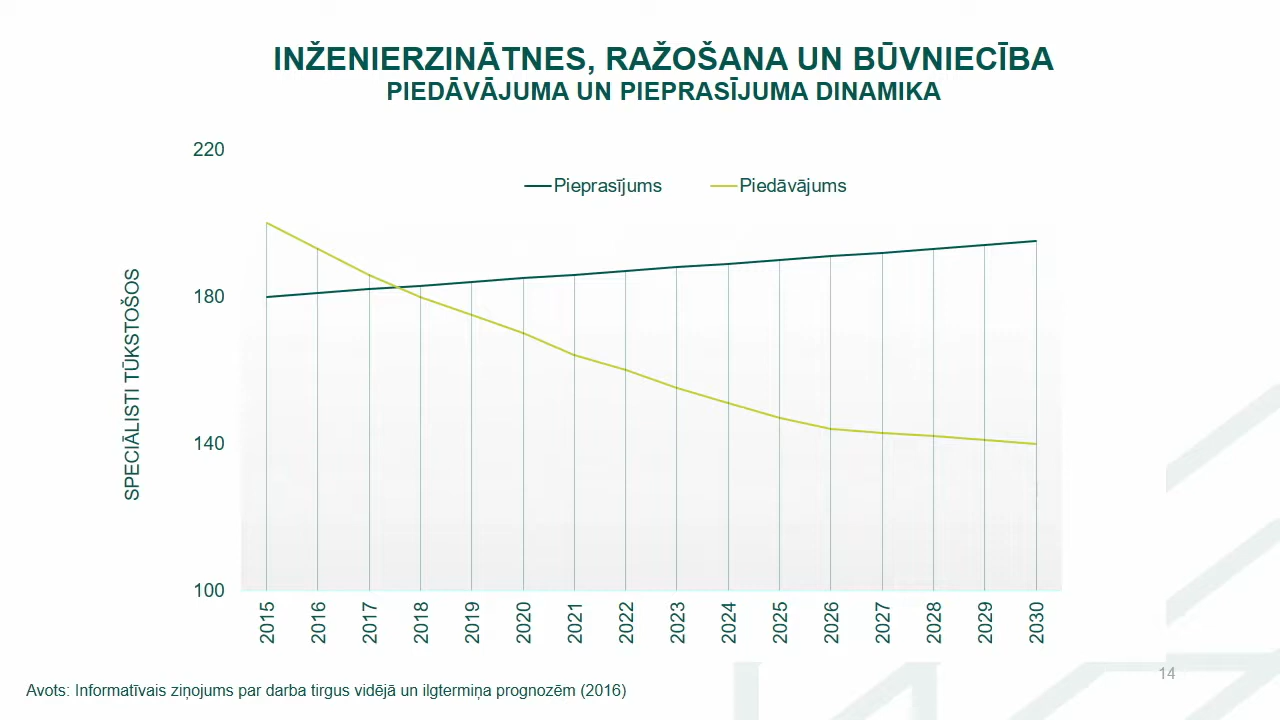 INŽENIERZINĀTNES, RAŽOŠANA UN BŪVNIECĪBA
PIEDĀVĀJUMA UN PIEPRASĪJUMA DINAMIKA
220
Pieprasījums Piedāvājums
180
140
100
SPECIĀLISTI TŪKSTOŠOS
2015 2016 2017 2018 2019 2020 2021 2022 2023 2024 2025 2026 2027 2028 2029 2030
14
Avots: Informatīvais ziņojums par darba tirgus vidējā un ilgtermiņa prognozēm (2016)